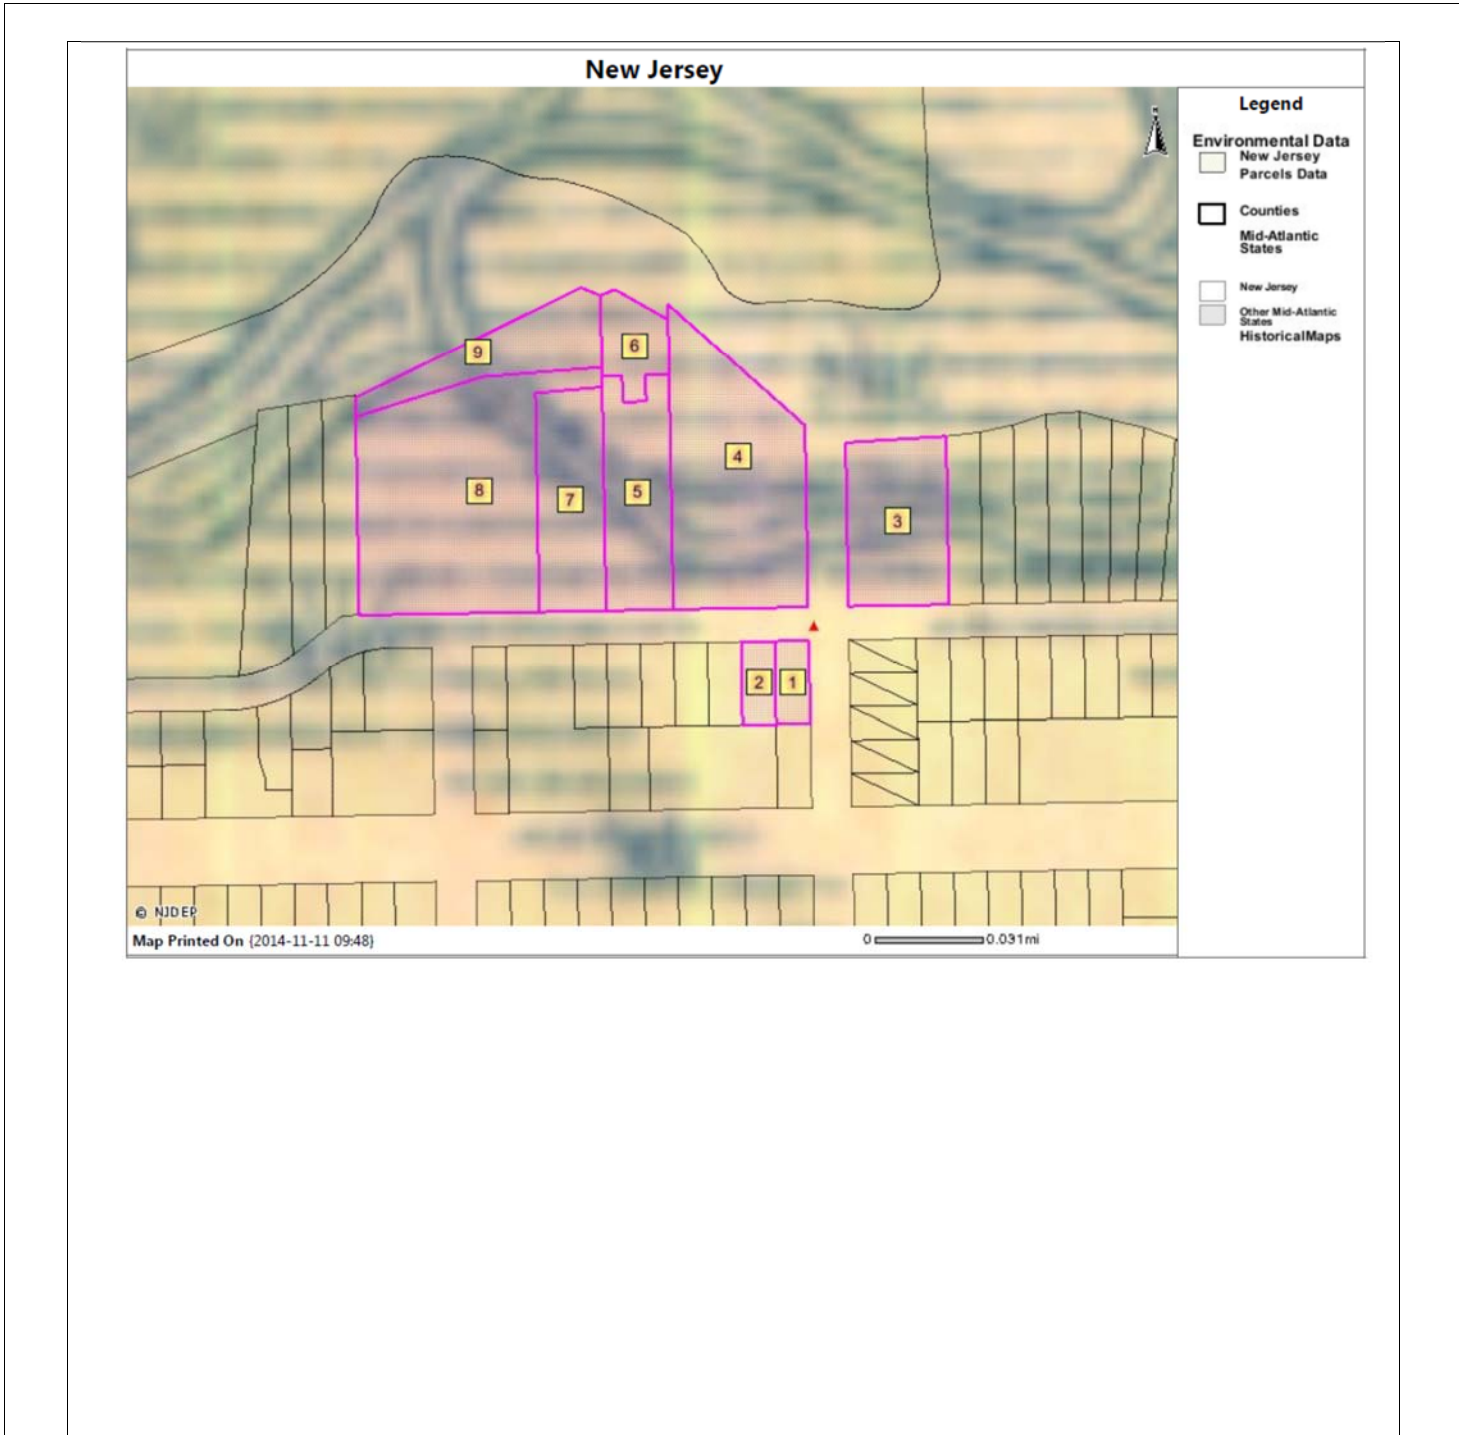 New Jersey
Legend
Environmental Data
New Jersey
Parcels Data
Counties
Mid-Atlantic
States
New Jersey
Other Mid-Atlantic
States
HistoricalMaps
9
6
4
8
7
5
3
2
1
© NJDEP
Map Printed On {2014-11-11 09:48}
0
0.031mi